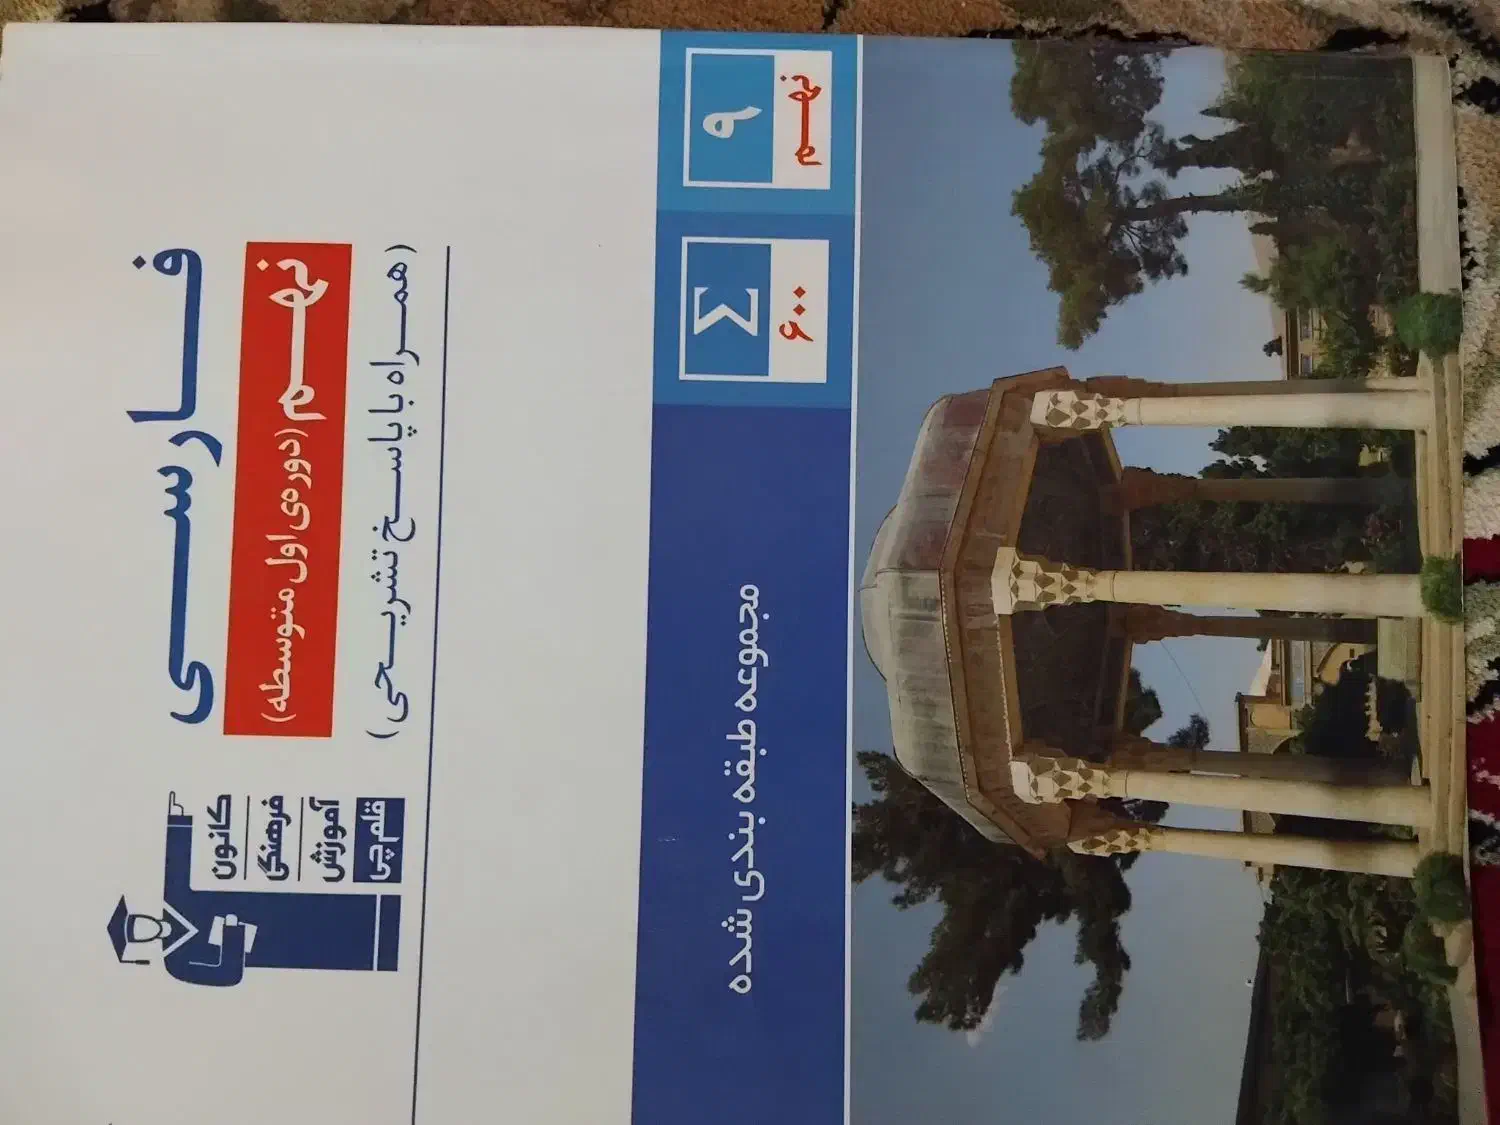 فارسی
نهم (دوره‌ی اول متوسطه)
(همراه با پاسخ تشریحی)
کانون
فرهنگی
آموزش
قلم‌چی
۹
نهم
Σ
۶۰۰
مجموعه طبقه بندی شده